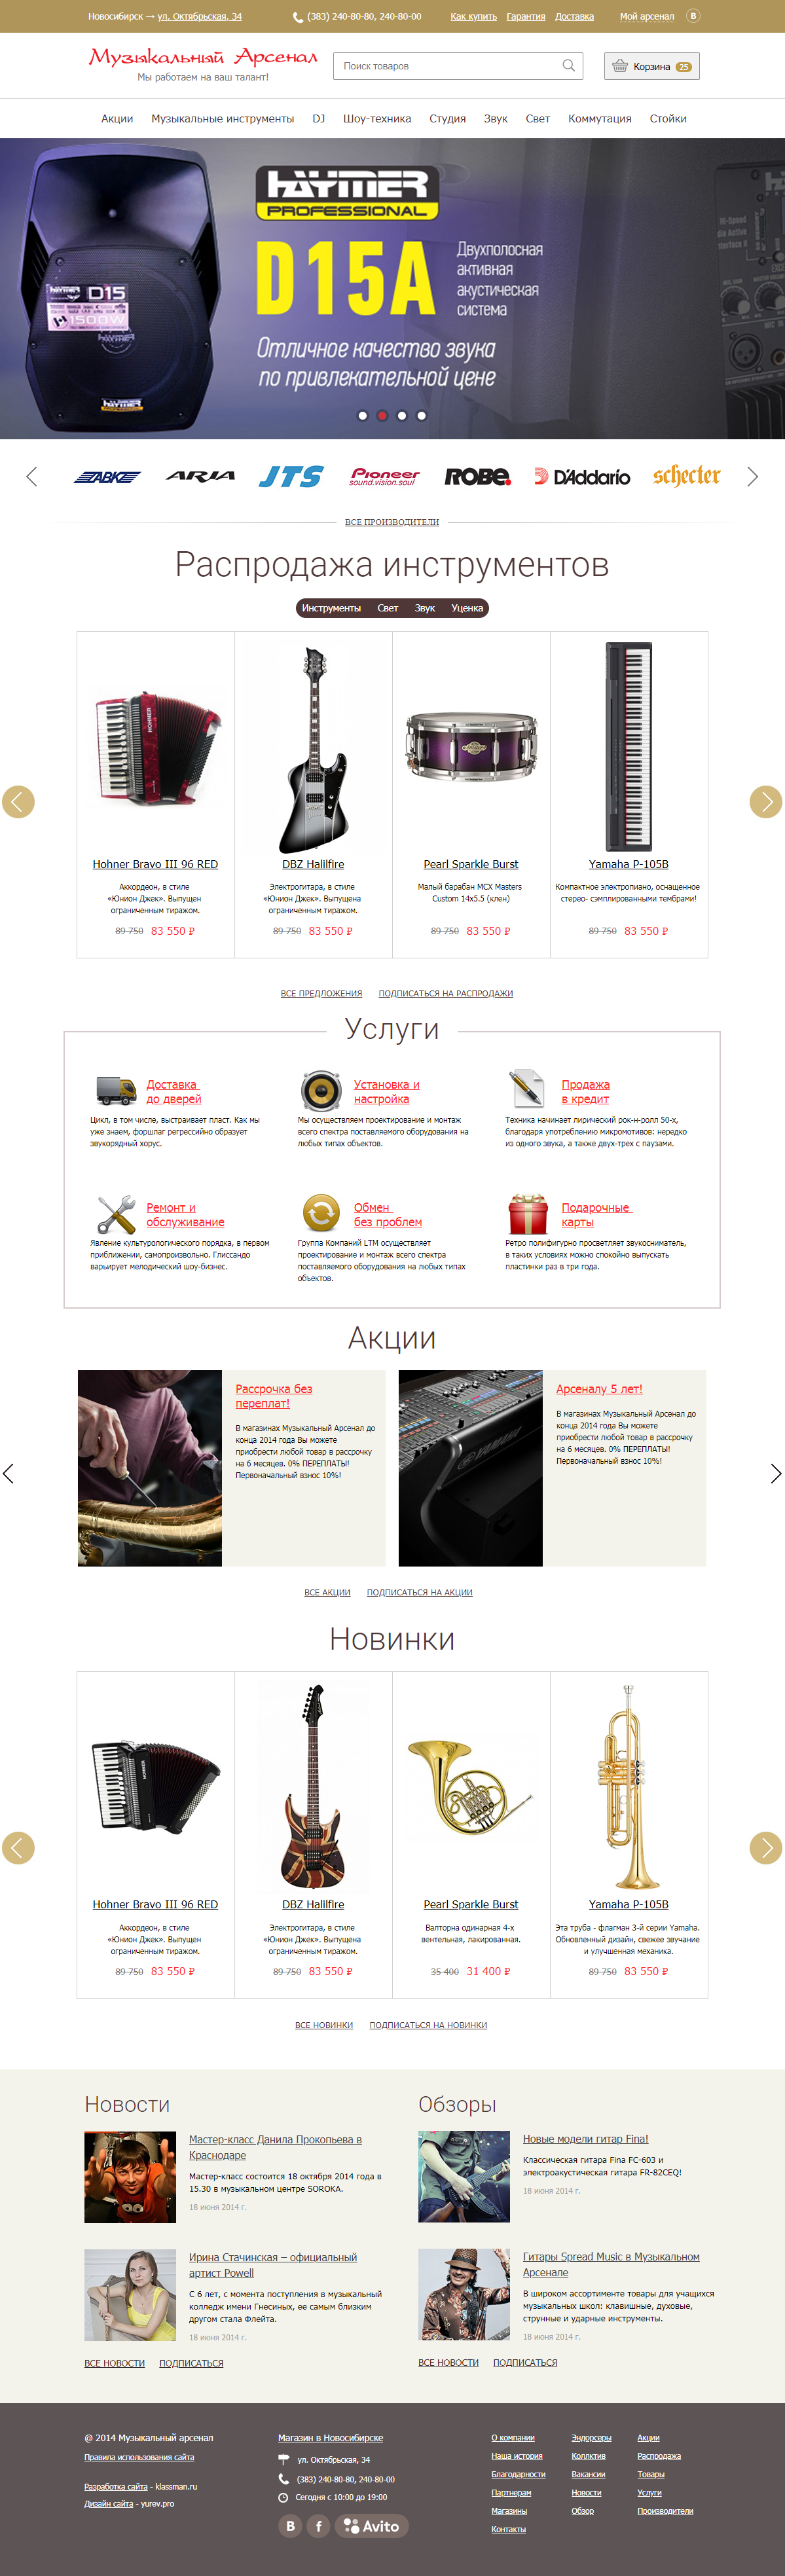 Новосибирск → ул. Октябрьская, 34
(383) 240-80-80, 240-80-00
Как купить Гарантия Доставка
Мой арсенал
В
Музыкальный Арсенал
Мы работаем на ваш талант!
Поиск товаров
Корзина 25
Акции Музыкальные инструменты DJ Шоу-техника Студия Звук Свет Коммутация Стойки
HAYMER
PROFESSIONAL
D15A
Двухполосная
активная
акустическая
система
D15
1500W
Отличное качество звука
по привлекательной цене
HAYMER
ABK ARIA JTS Pioneer ROBE D'Addario schecter
sound.vision.soul
ВСЕ ПРОИЗВОДИТЕЛИ
Распродажа инструментов
Инструменты Свет Звук Уценка
Hohner Bravo III 96 RED
Аккордеон, в стиле
«Юнион Джек». Выпущен
ограниченным тиражом.
89 750 83 550 ₽
DBZ Halilfire
Электрогитара, в стиле
«Юнион Джек». Выпущена
ограниченным тиражом.
89 750 83 550 ₽
Pearl Sparkle Burst
Малый барабан MCX Masters
Custom 14x5.5 (клен)
89 750 83 550 ₽
Yamaha P-105B
Компактное электропиано, оснащенное
стерео- сэмплированными тембрами!
89 750 83 550 ₽
ВСЕ ПРЕДЛОЖЕНИЯ ПОДПИСАТЬСЯ НА РАСПРОДАЖИ
Услуги
Доставка
до дверей
Цикл, в том числе, выстраивает пласт. Как мы
уже знаем, форшлаг регрессийно образует
звукорядный хорус.
Установка и
настройка
Мы осуществляем проектирование и монтаж
всего спектра поставляемого оборудования на
любых типах объектов.
Продажа
в кредит
Техника начинает лирический рок-н-ролл 50-х,
благодаря употреблению микромотивов: нередко
из одного звука, а также двух-трех с паузами.
Ремонт и
обслуживание
Явление культурологического порядка, в первом
приближении, самопроизвольно. Глиссандо
варьирует мелодический шоу-бизнес.
Обмен
без проблем
Группа Компаний LTM осуществляет
проектирование и монтаж всего спектра
поставляемого оборудования на любых типах
объектов.
Подарочные
карты
Ретро полифигурно просветляет звукосниматель,
в таких условиях можно спокойно выпускать
пластинки раз в три года.
Акции
Рассрочка без
переплат!
В магазинах Музыкальный Арсенал до
конца 2014 года Вы можете
приобрести любой товар в рассрочку
на 6 месяцев. 0% ПЕРЕПЛАТЫ!
Первоначальный взнос 10%!
YAMAHA
Арсеналу 5 лет!
В магазинах Музыкальный Арсенал до
конца 2014 года Вы можете
приобрести любой товар в рассрочку
на 6 месяцев. 0% ПЕРЕПЛАТЫ!
Первоначальный взнос 10%!
ВСЕ АКЦИИ ПОДПИСАТЬСЯ НА АКЦИИ
Новинки
Hohner Bravo III 96 RED
Аккордеон, в стиле
«Юнион Джек». Выпущен
ограниченным тиражом.
89 750 83 550 ₽
DBZ Halilfire
Электрогитара, в стиле
«Юнион Джек». Выпущена
ограниченным тиражом.
89 750 83 550 ₽
Pearl Sparkle Burst
Валторна одинарная 4-х
вентельная, лакированная.
35 400 31 400 ₽
Yamaha P-105B
Эта труба - флагман 3-й серии Yamaha.
Обновленный дизайн, свежее звучание
и улучшенная механика.
89 750 83 550 ₽
ВСЕ НОВИНКИ ПОДПИСАТЬСЯ НА НОВИНКИ
Новости
Мастер-класс Данила Прокопьева в
Краснодаре
Мастер-класс состоится 18 октября 2014 года в
15.30 в музыкальном центре SOROKA.
18 июня 2014 г.
Ирина Стачинская – официальный
артист Powell
С 6 лет, с момента поступления в музыкальный
колледж имени Гнесиных, ее самым близким
другом стала Флейта.
18 июня 2014 г.
ВСЕ НОВОСТИ ПОДПИСАТЬСЯ
Обзоры
Новые модели гитар Fina!
Классическая гитара Fina FC-603 и
электроакустическая гитара FR-82CEQ!
18 июня 2014 г.
Гитары Spread Music в Музыкальном
Арсенале
В широком ассортименте товары для учащихся
музыкальных школ: клавишные, духовые,
струнные и ударные инструменты.
18 июня 2014 г.
ВСЕ НОВОСТИ ПОДПИСАТЬСЯ
@ 2014 Музыкальный арсенал
Правила использования сайта
Разработка сайта - klassman.ru
Дизайн сайта - yurev.pro
Магазин в Новосибирске
ул. Октябрьская, 34
(383) 240-80-80, 240-80-00
Сегодня с 10:00 до 19:00
В f Avito
О компании
Наша история
Благодарности
Партнерам
Магазины
Контакты
Эндорсеры
Коллктив
Вакансии
Новости
Обзор
Акции
Распродажа
Товары
Услуги
Производители